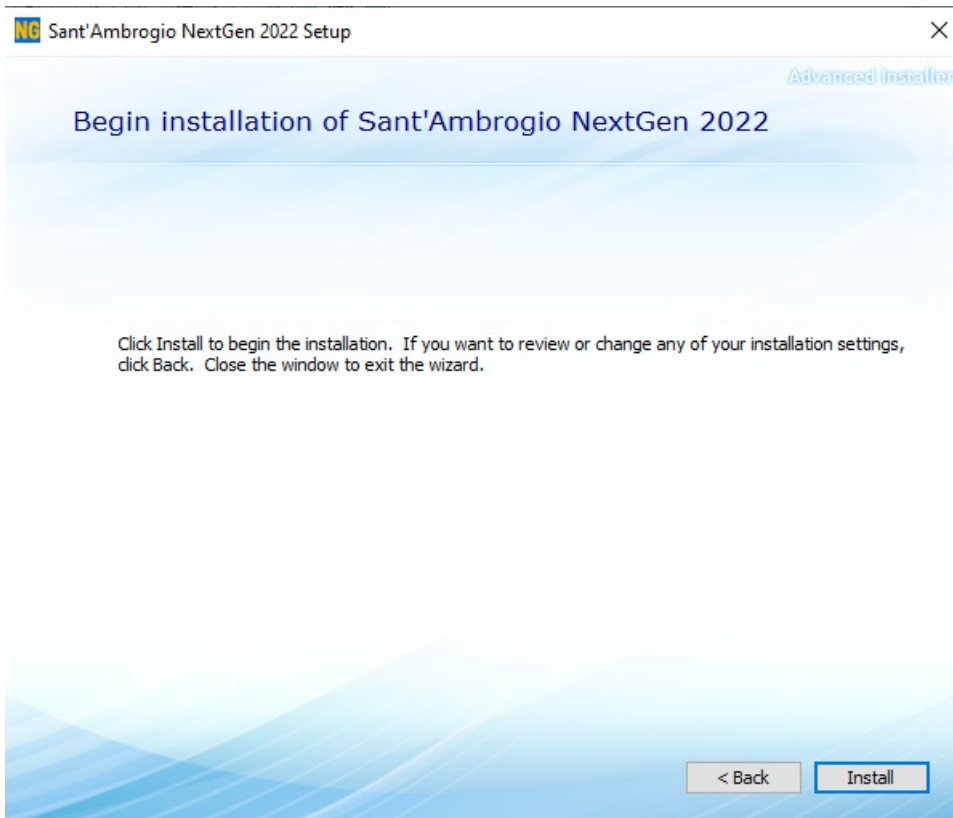 NG Sant'Ambrogio NextGen 2022 Setup
Advanced Installer
Begin installation of Sant'Ambrogio NextGen 2022
Click Install to begin the installation. If you want to review or change any of your installation settings,
click Back. Close the window to exit the wizard.
< Back Install